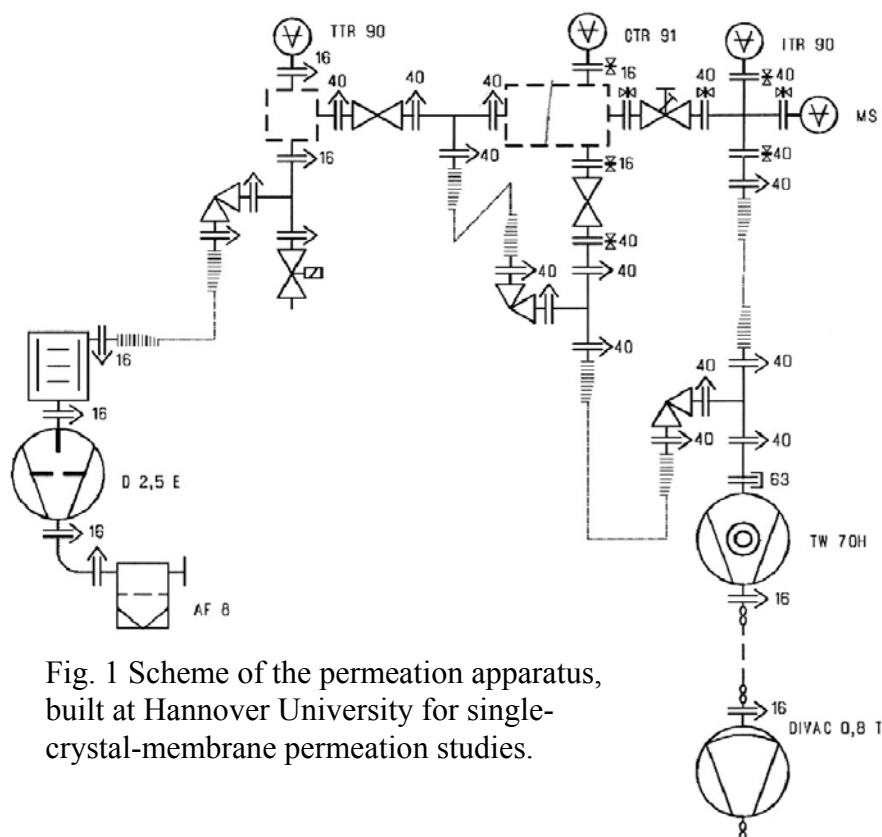 TTR 90
CTR 91
ITR 90
16
40
40
16
40
40
MS
16
40
16
40
40
40
40
40
40
16
40
40
40
16
40
40
40
D 2,5 E
63
16
TW 70H
16
AF 8
Fig. 1 Scheme of the permeation apparatus,
built at Hannover University for single-
crystal-membrane permeation studies.
16
DIVAC 0,8 T